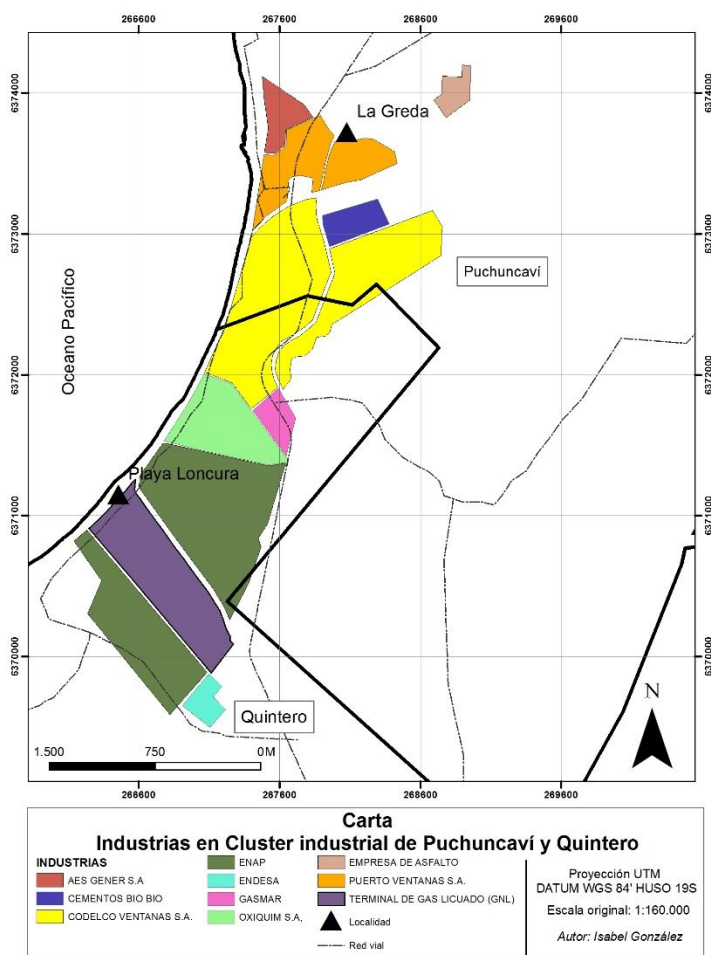 266600 267600 268600 269600
6374000
6374000
La Greda
6373000
6373000
Puchuncaví
Oceano Pacífico
6372000
6372000
Playa Loncura
6371000
6371000
6370000
6370000
Quintero
N
1.500 750 0 M
266600 267600 268600 269600
Carta
Industrias en Cluster industrial de Puchuncaví y Quintero
INDUSTRIAS
AES GENER S.A
CEMENTOS BIO BIO
CODELCO VENTANAS S.A.
ENAP
ENDESA
GASMAR
OXIQUIM S.A,
EMPRESA DE ASFALTO
PUERTO VENTANAS S.A.
TERMINAL DE GAS LICUADO (GNL)
Localidad
Red vial
Proyección UTM
DATUM WGS 84' HUSO 19S
Escala original: 1:160.000
Autor: Isabel González